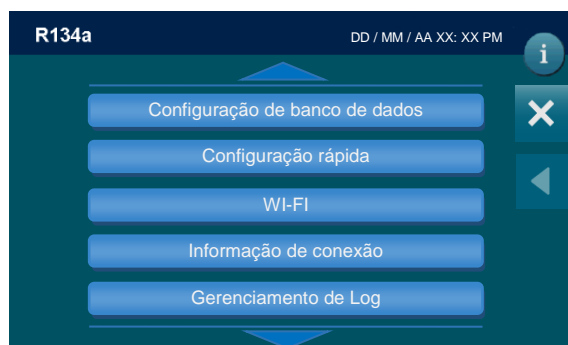 R134a
DD / MM / AA XX: XX PM
i
Configuração de banco de dados
Configuração rápida
WI-FI
Informação de conexão
Gerenciamento de Log